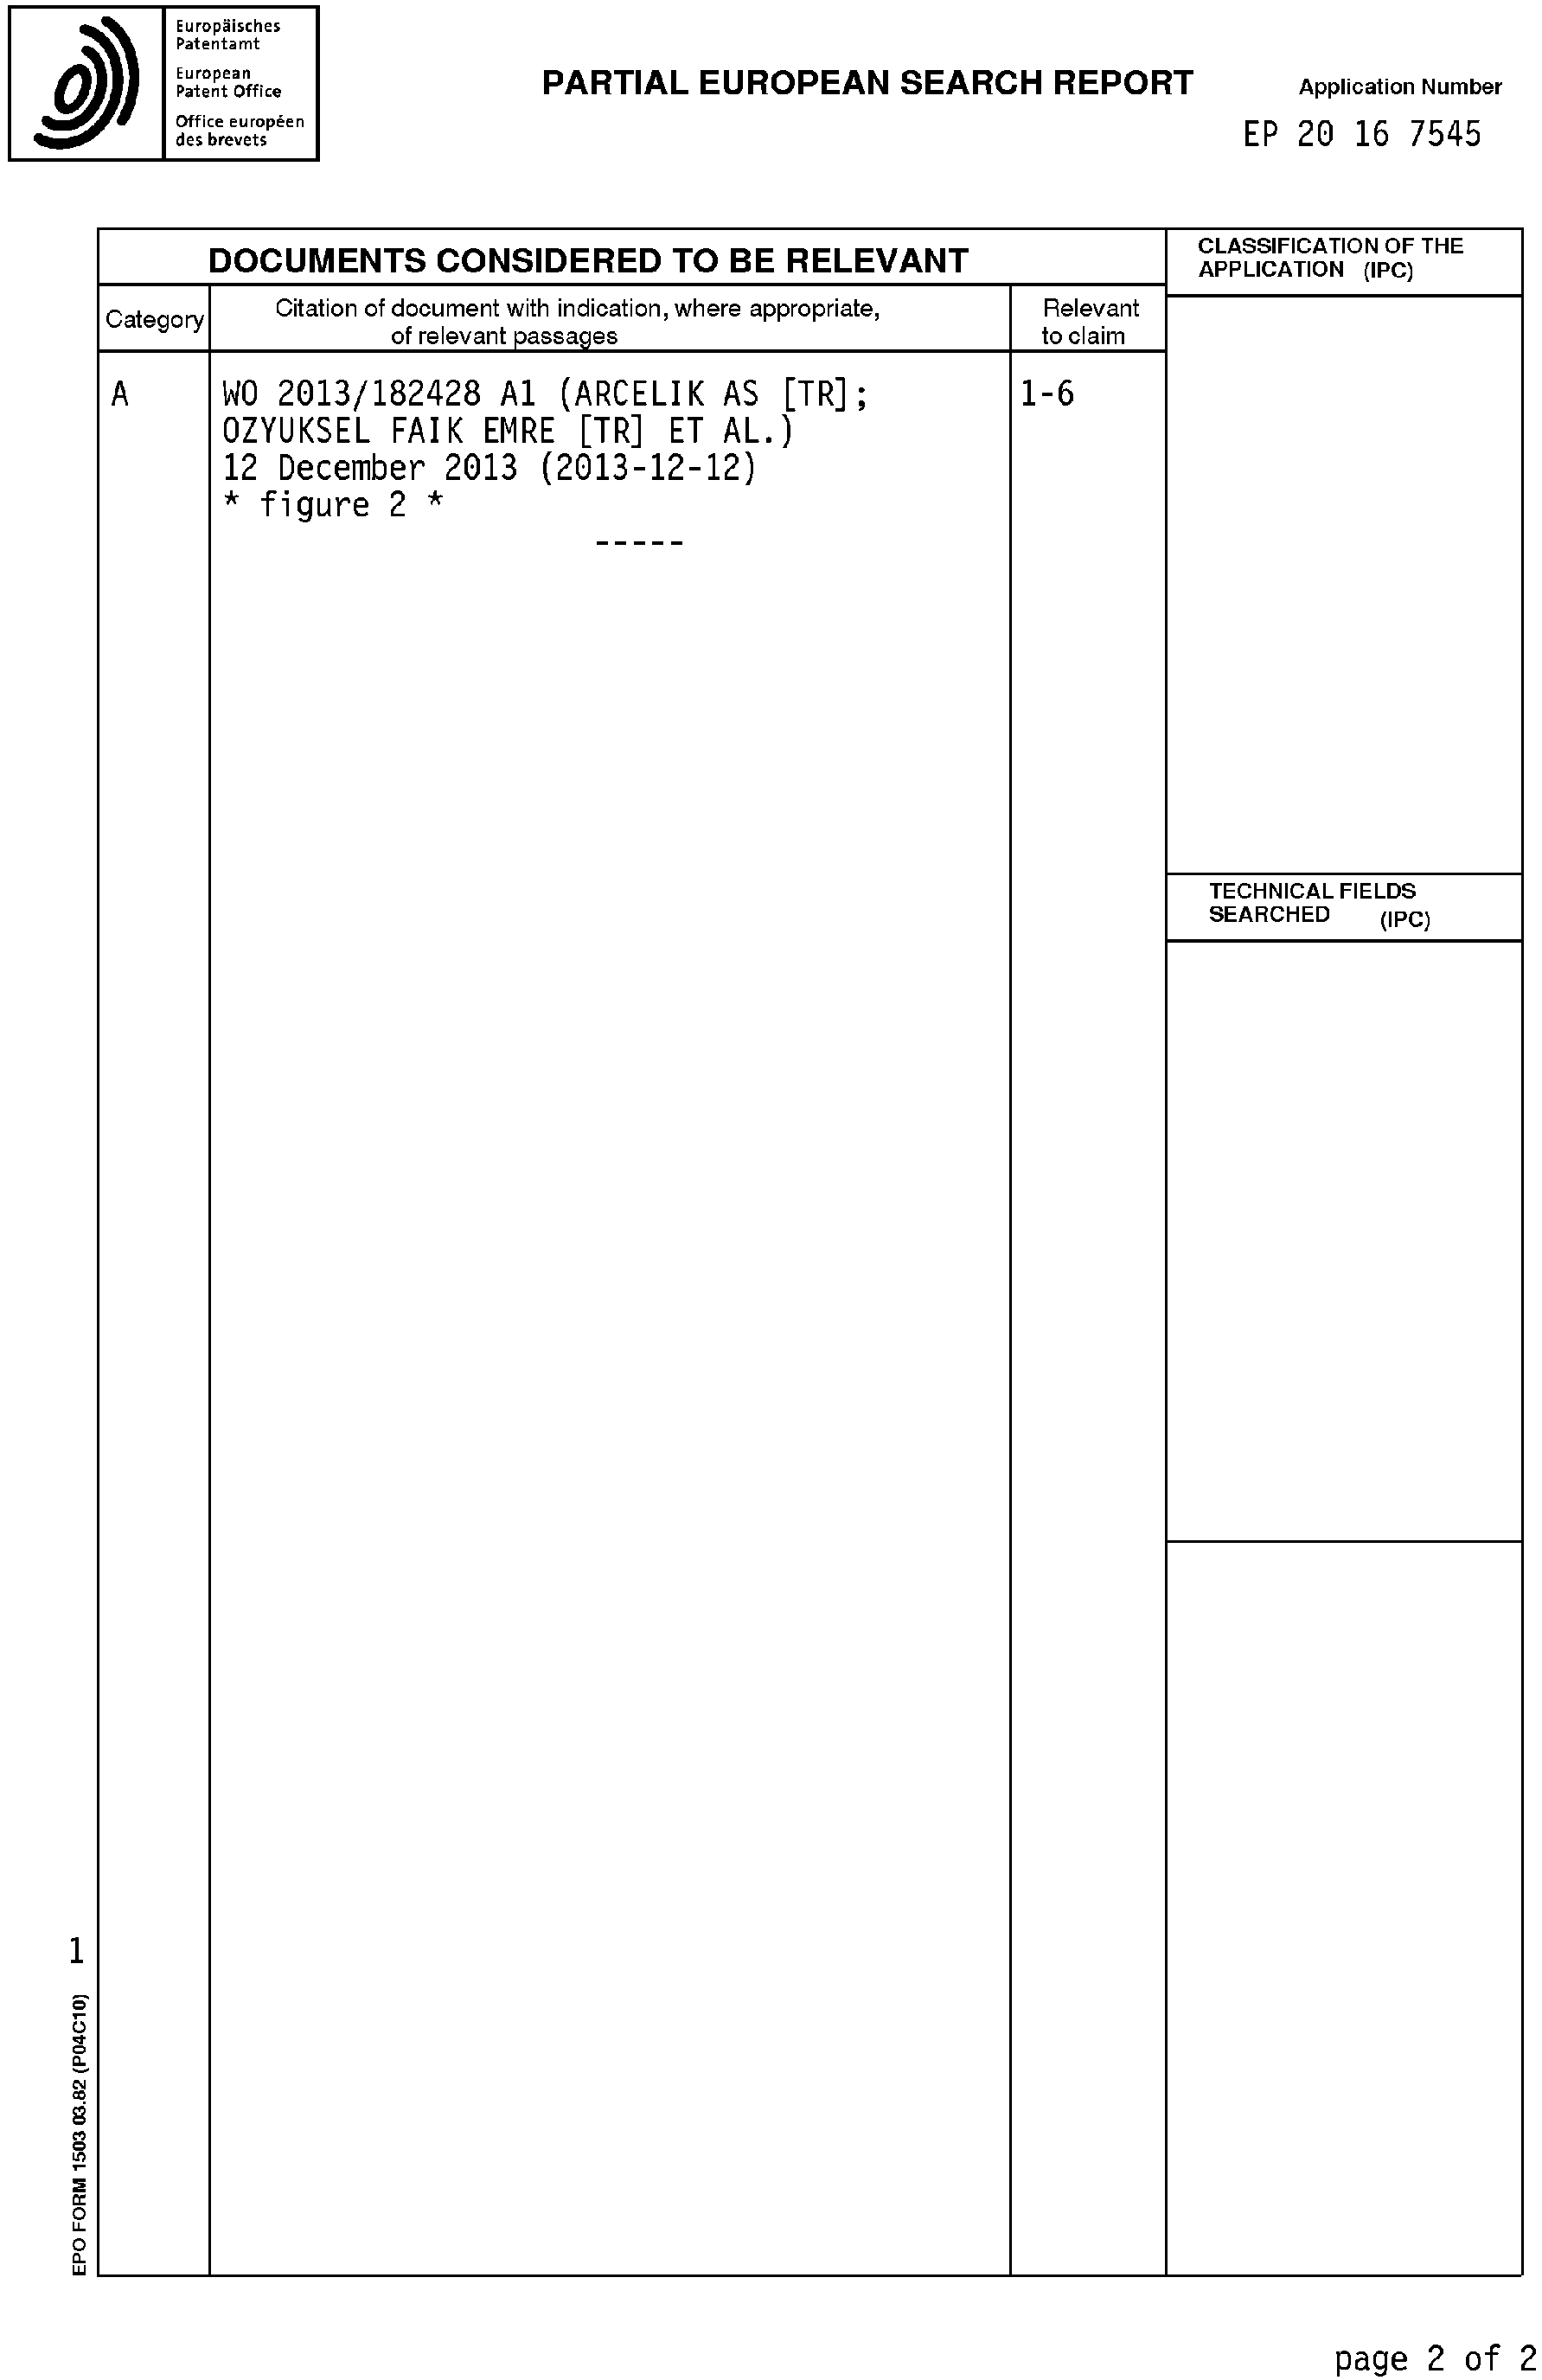 Europäisches
Patentamt
European
Patent Office
Office européen
des brevets
PARTIAL EUROPEAN SEARCH REPORT
Application Number
EP 20 16 7545
DOCUMENTS CONSIDERED TO BE RELEVANT
CLASSIFICATION OF THE
APPLICATION (IPC)
Category
Citation of document with indication, where appropriate,
of relevant passages
Relevant
to claim
A
WO 2013/182428 A1 (ARCELIK AS [TR];
OZYUKSEL FAIK EMRE [TR] ET AL.)
12 December 2013 (2013-12-12)
* figure 2 *
-----
1-6
TECHNICAL FIELDS
SEARCHED (IPC)
1
EPO FORM 1503 03.82 (P04C10)
page 2 of 2